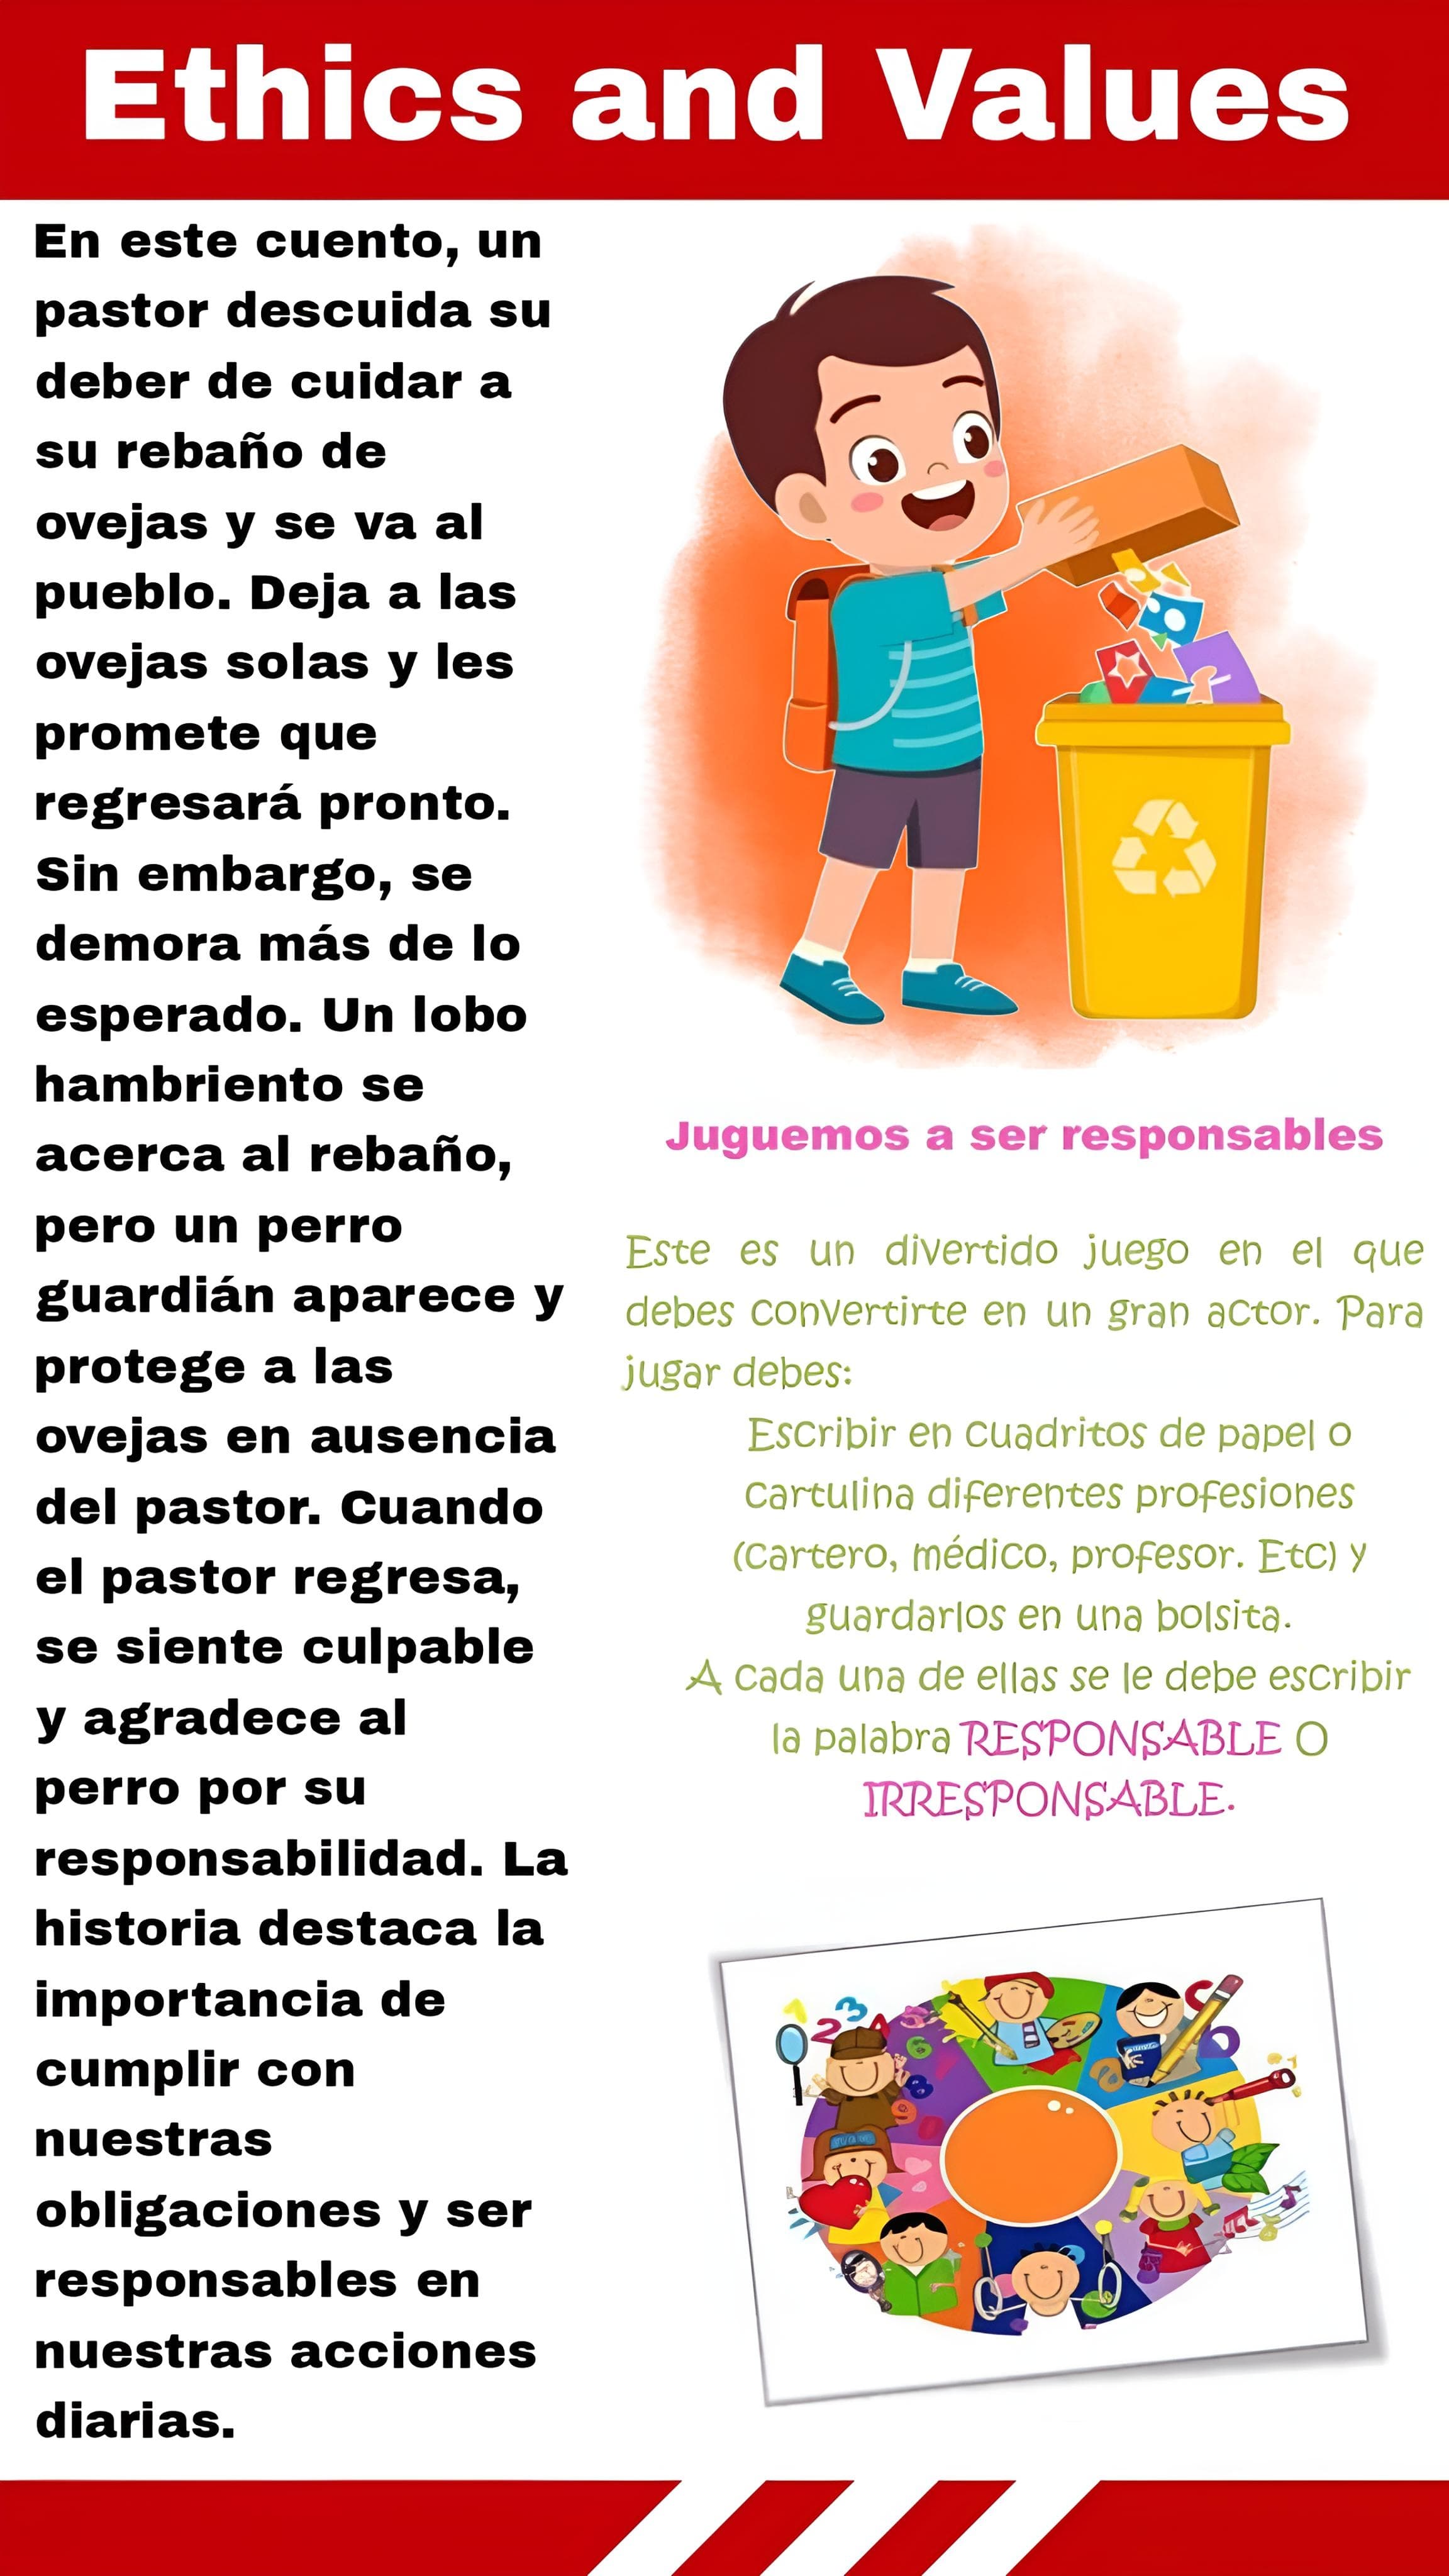 Ethics and Values
En este cuento, un
pastor descuida su
deber de cuidar a
su rebaño de
ovejas y se va al
pueblo. Deja a las
ovejas solas y les
promete que
regresará pronto.
Sin embargo, se
demora más de lo
esperado. Un lobo
hambriento se
acerca al rebaño,
pero un perro
guardián aparece y
protege a las
ovejas en ausencia
del pastor. Cuando
el pastor regresa,
se siente culpable
y agradece al
perro por su
responsabilidad. La
historia destaca la
importancia de
cumplir con
nuestras
obligaciones y ser
responsables en
nuestras acciones
diarias.
Juguemos a ser responsables
Este es un divertido juego en el que
debes convertirte en un gran actor. Para
jugar debes:
Escribir en cuadritos de papel o
cartulina diferentes profesiones
(cartero, médico, profesor. Etc) y
guardarlos en una bolsita.
A cada una de ellas se le debe escribir
la palabra RESPONSABLE O
IRRESPONSABLE.